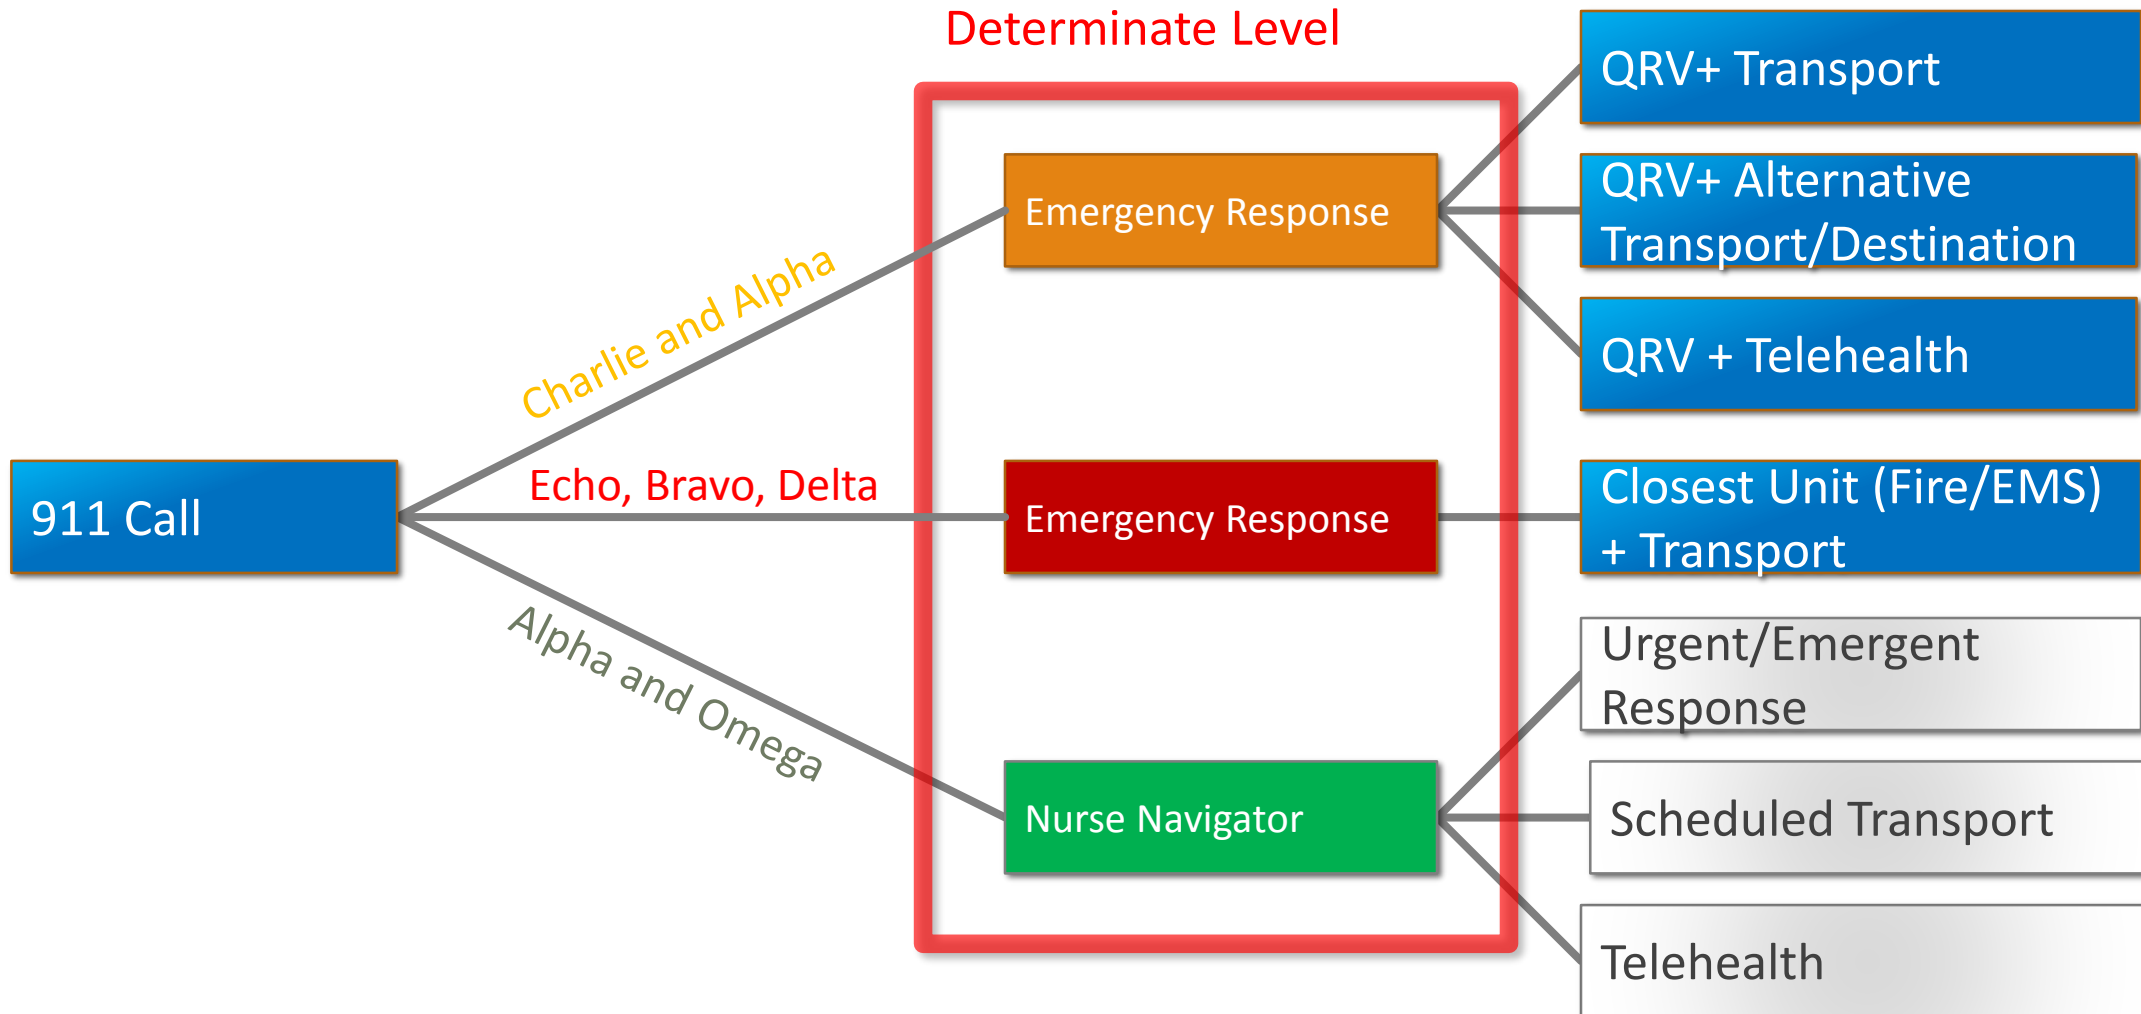 Determinate Level
QRV+ Transport
QRV+ Alternative
Transport/Destination
Emergency Response
QRV + Telehealth
Charlie and Alpha
911 Call
Echo, Bravo, Delta
Emergency Response
Closest Unit (Fire/EMS)
+ Transport
Alpha and Omega
Nurse Navigator
Urgent/Emergent
Response
Scheduled Transport
Telehealth